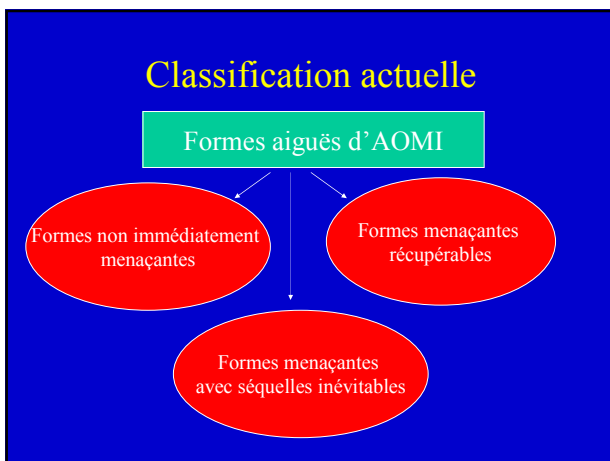 Classification actuelle
Formes aiguës d’AOMI
Formes non immédiatement
menaçantes
Formes menaçantes
récupérables
Formes menaçantes
avec séquelles inévitables